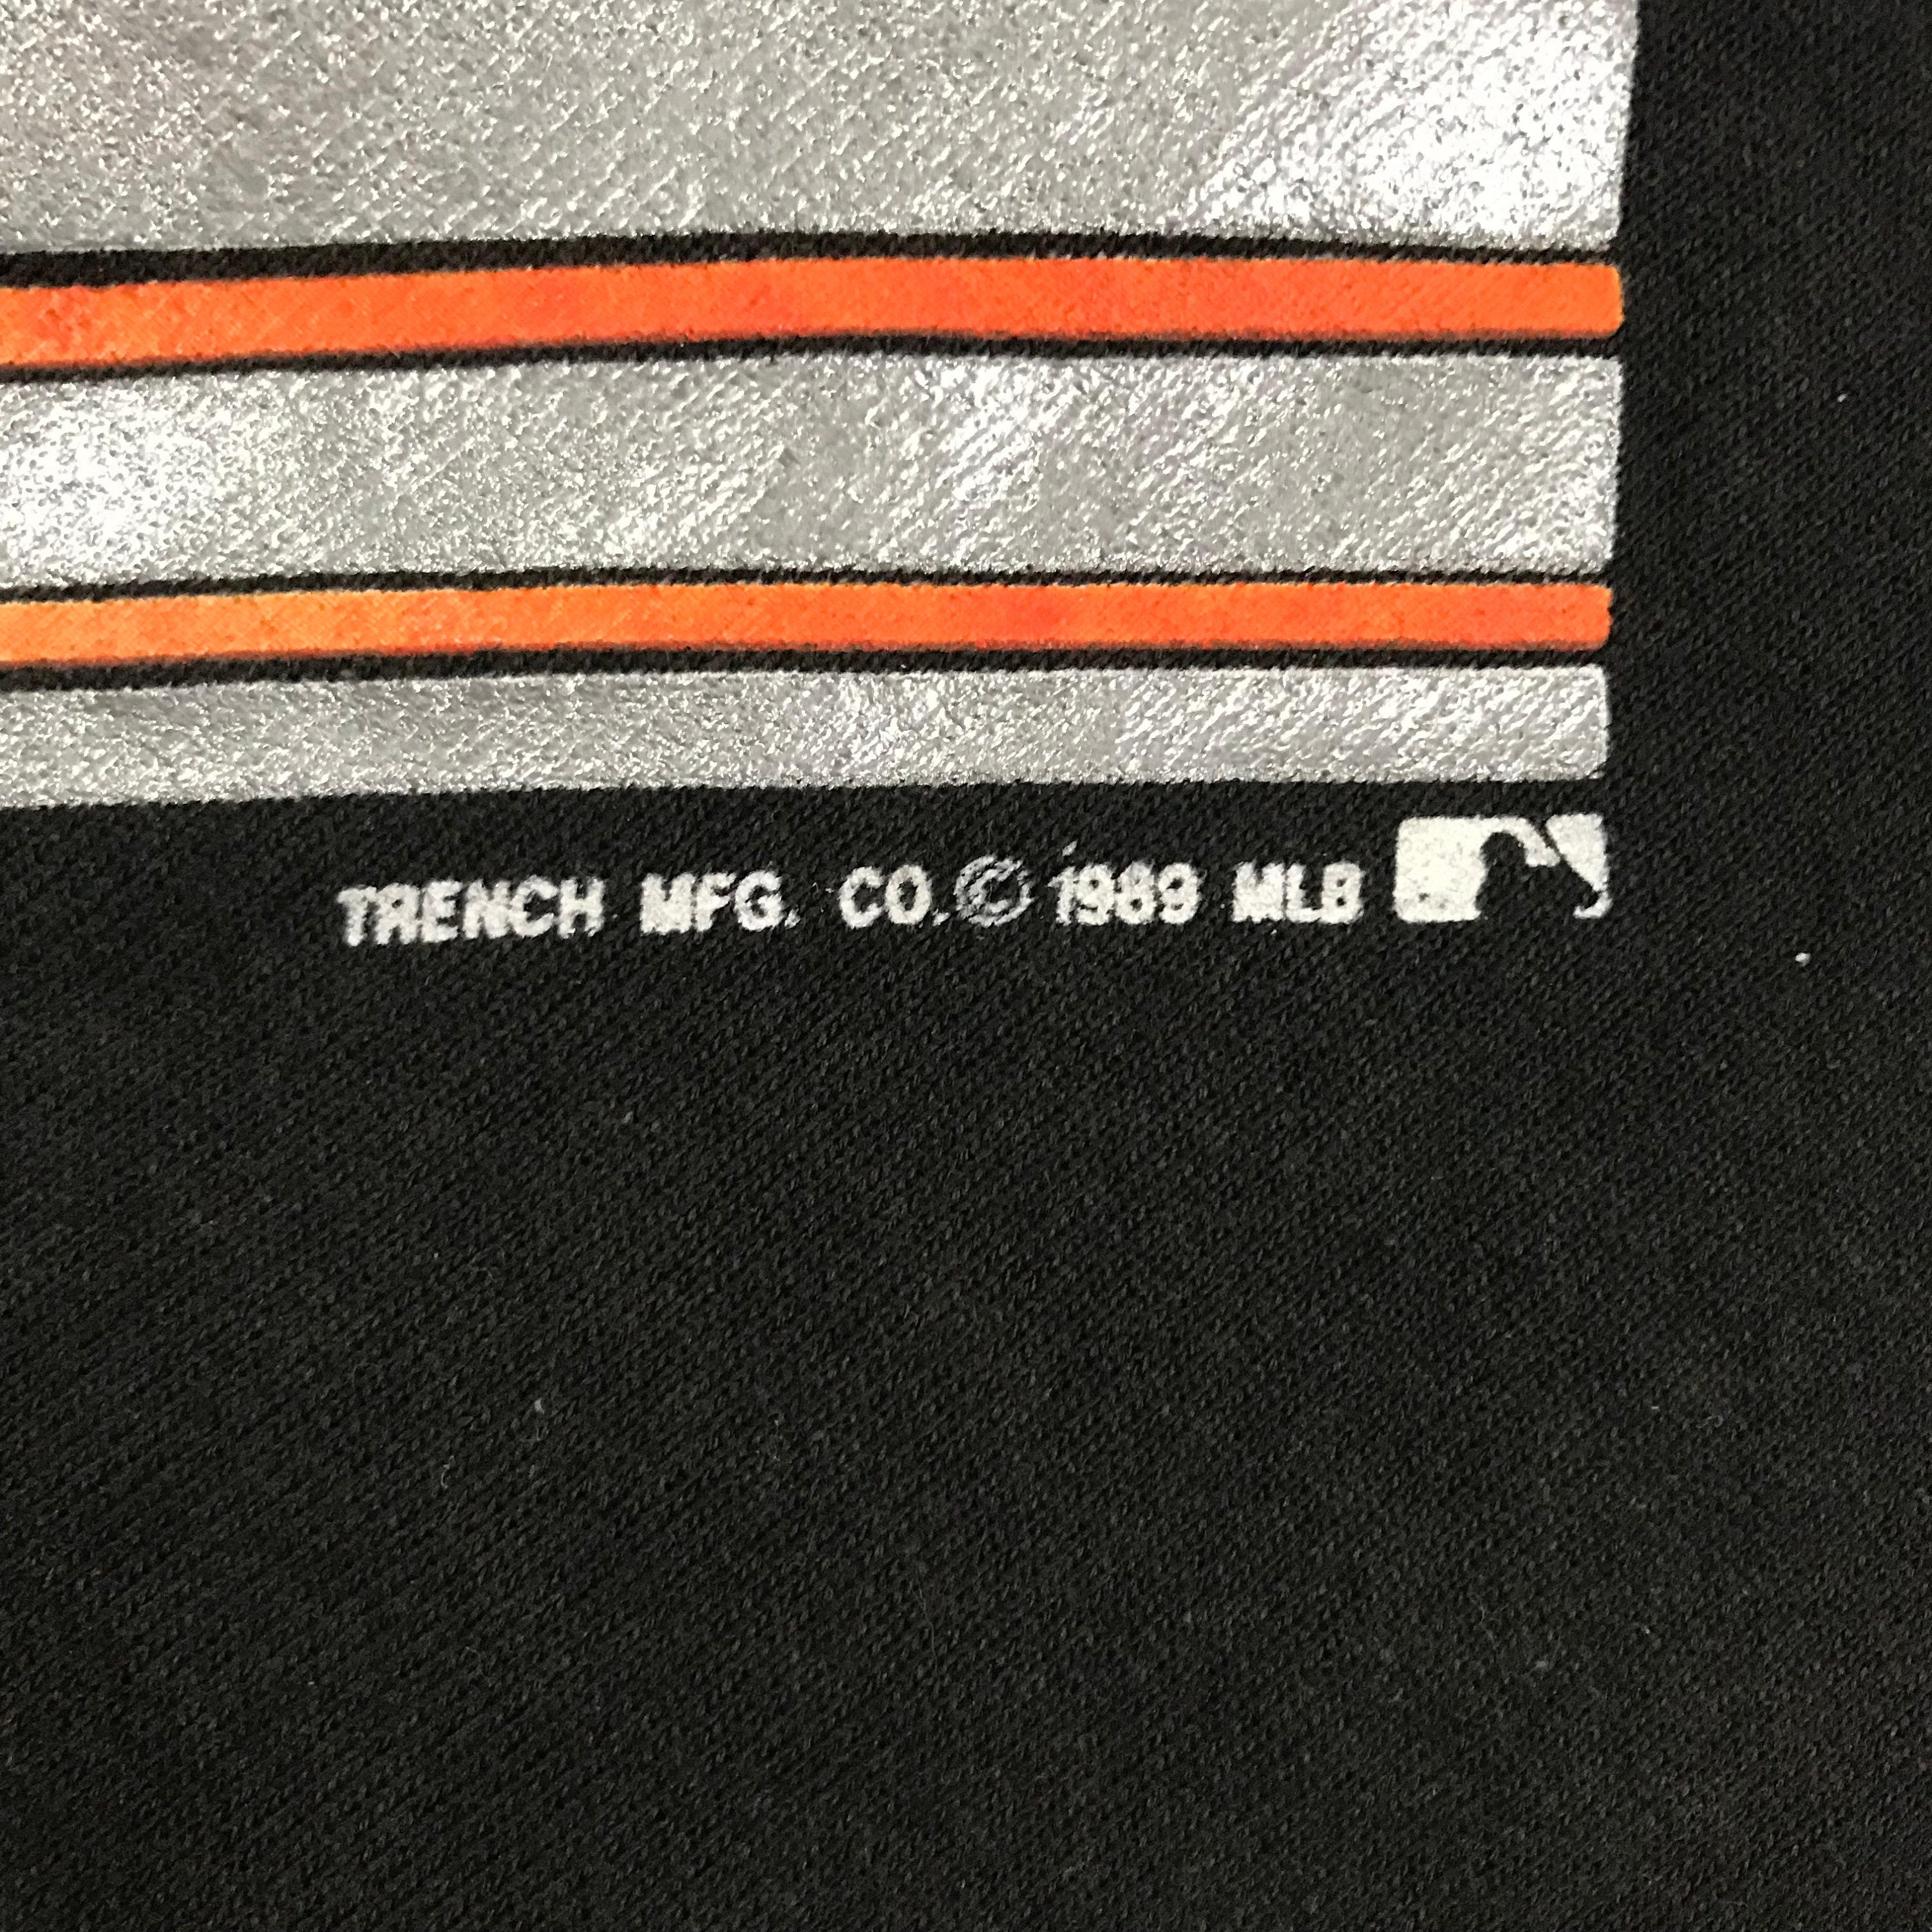 TRENCH MFG. CO. © 1989 MLB